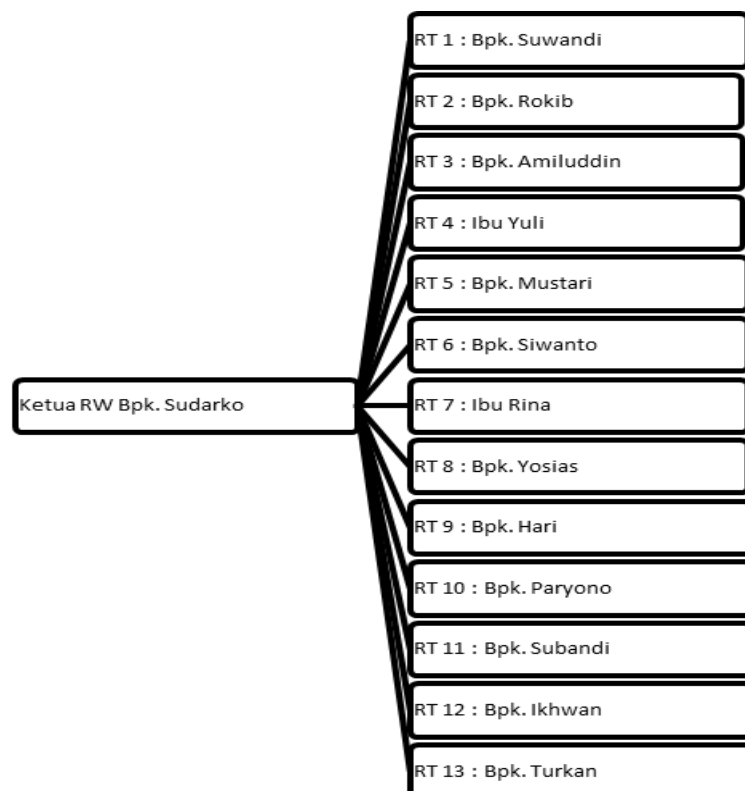 RT 1 : Bpk. Suwandi
RT 2 : Bpk. Rokib
RT 3 : Bpk. Amiluddin
RT 4 : Ibu Yuli
RT 5 : Bpk. Mustari
RT 6 : Bpk. Siwanto
Ketua RW Bpk. Sudarko
RT 7 : Ibu Rina
RT 8 : Bpk. Yosias
RT 9 : Bpk. Hari
RT 10 : Bpk. Paryono
RT 11 : Bpk. Subandi
RT 12 : Bpk. Ikhwan
RT 13 : Bpk. Turkan